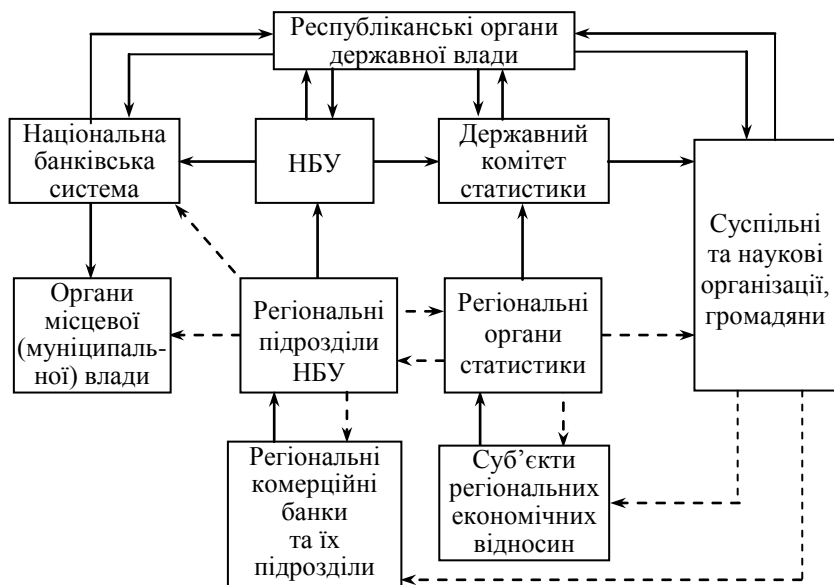 Республіканські органи
державної влади
Національна
банківська
система
НБУ
Державний
комітет
статистики
Суспільні
та наукові
організації,
громадяни
Органи
місцевої
(муніципаль-
ної) влади
Регіональні
підрозділи
НБУ
Регіональні
органи
статистики
Регіональні
комерційні
банки
та їх
підрозділи
Суб’єкти
регіональних
економічних
відносин